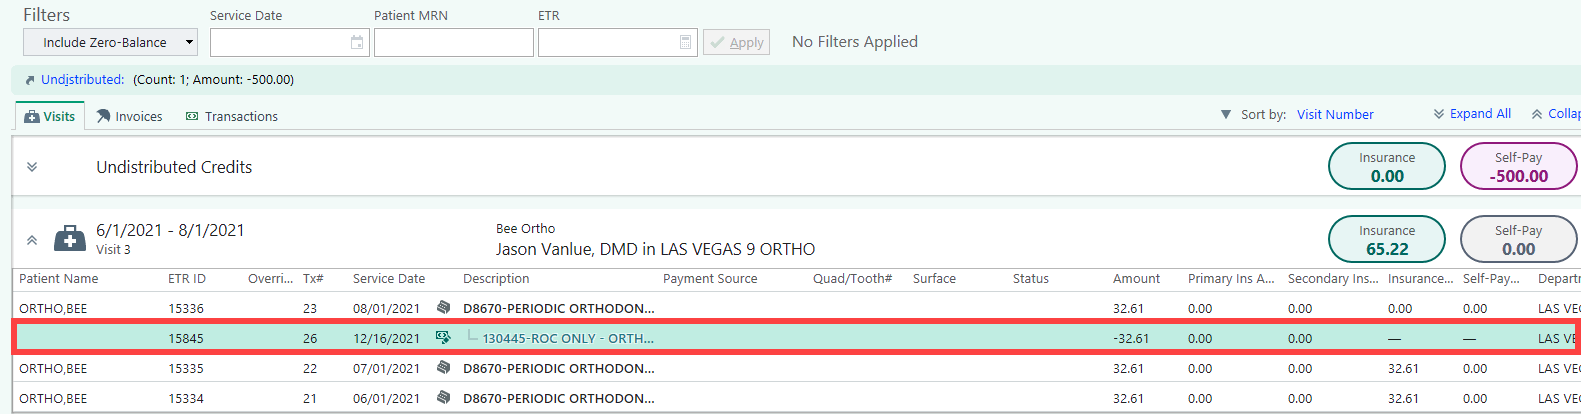 Filters Service Date Patient MRN ETR
Include Zero-Balance Apply No Filters Applied
Undistributed: (Count: 1; Amount: -500.00)
Visits Invoices Transactions Sort by: Visit Number Expand All Collap
Undistributed Credits Insurance 0.00 Self-Pay -500.00
6/1/2021 - 8/1/2021 Bee Ortho Insurance Self-Pay
Visit 3 Jason Vanlue, DMD in LAS VEGAS 9 ORTHO 65.22 0.00
Patient Name ETR ID Overri... Tx# Service Date Description Payment Source Quad/Tooth# Surface Status Amount Primary Ins A... Secondary Ins... Insurance... Self-Pay... Departr
ORTHO,BEE 15336 23 08/01/2021 D8670-PERIODIC ORTHODON... 32.61 0.00 0.00 0.00 0.00 LAS VEG
15845 26 12/16/2021 130445-ROC ONLY - ORTH... -32.61 0.00 0.00 — — LAS VE
ORTHO,BEE 15335 22 07/01/2021 D8670-PERIODIC ORTHODON... 32.61 0.00 0.00 32.61 0.00 LAS VEG
ORTHO,BEE 15334 21 06/01/2021 D8670-PERIODIC ORTHODON... 32.61 0.00 0.00 32.61 0.00 LAS VEG